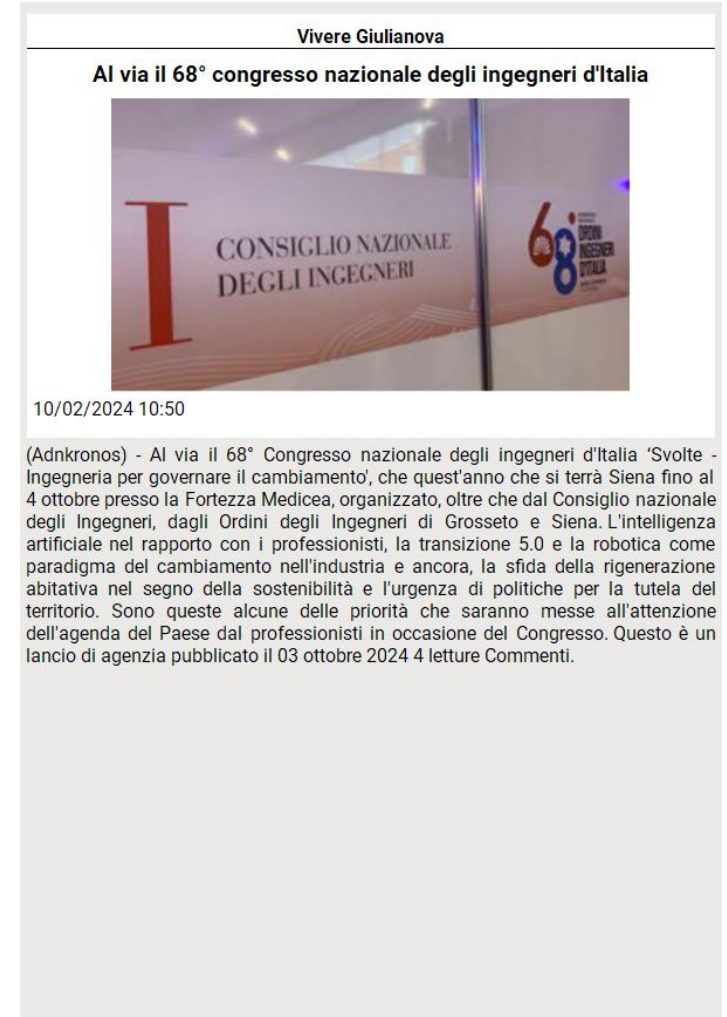 Vivere Giulianova
Al via il 68° congresso nazionale degli ingegneri d'Italia
I
CONSIGLIO NAZIONALE
DEGLI INGEGNERI
68°
ORDINI
INGEGNERI
D'ITALIA
10/02/2024 10:50
(Adnkronos) - Al via il 68° Congresso nazionale degli ingegneri d'Italia ‘Svolte -
Ingegneria per governare il cambiamento', che quest'anno che si terrà Siena fino al
4 ottobre presso la Fortezza Medicea, organizzato, oltre che dal Consiglio nazionale
degli Ingegneri, dagli Ordini degli Ingegneri di Grosseto e Siena. L'intelligenza
artificiale nel rapporto con i professionisti, la transizione 5.0 e la robotica come
paradigma del cambiamento nell'industria e ancora, la sfida della rigenerazione
abitativa nel segno della sostenibilità e l'urgenza di politiche per la tutela del
territorio. Sono queste alcune delle priorità che saranno messe all'attenzione
dell'agenda del Paese dal professionisti in occasione del Congresso. Questo è un
lancio di agenzia pubblicato il 03 ottobre 2024 4 letture Commenti.